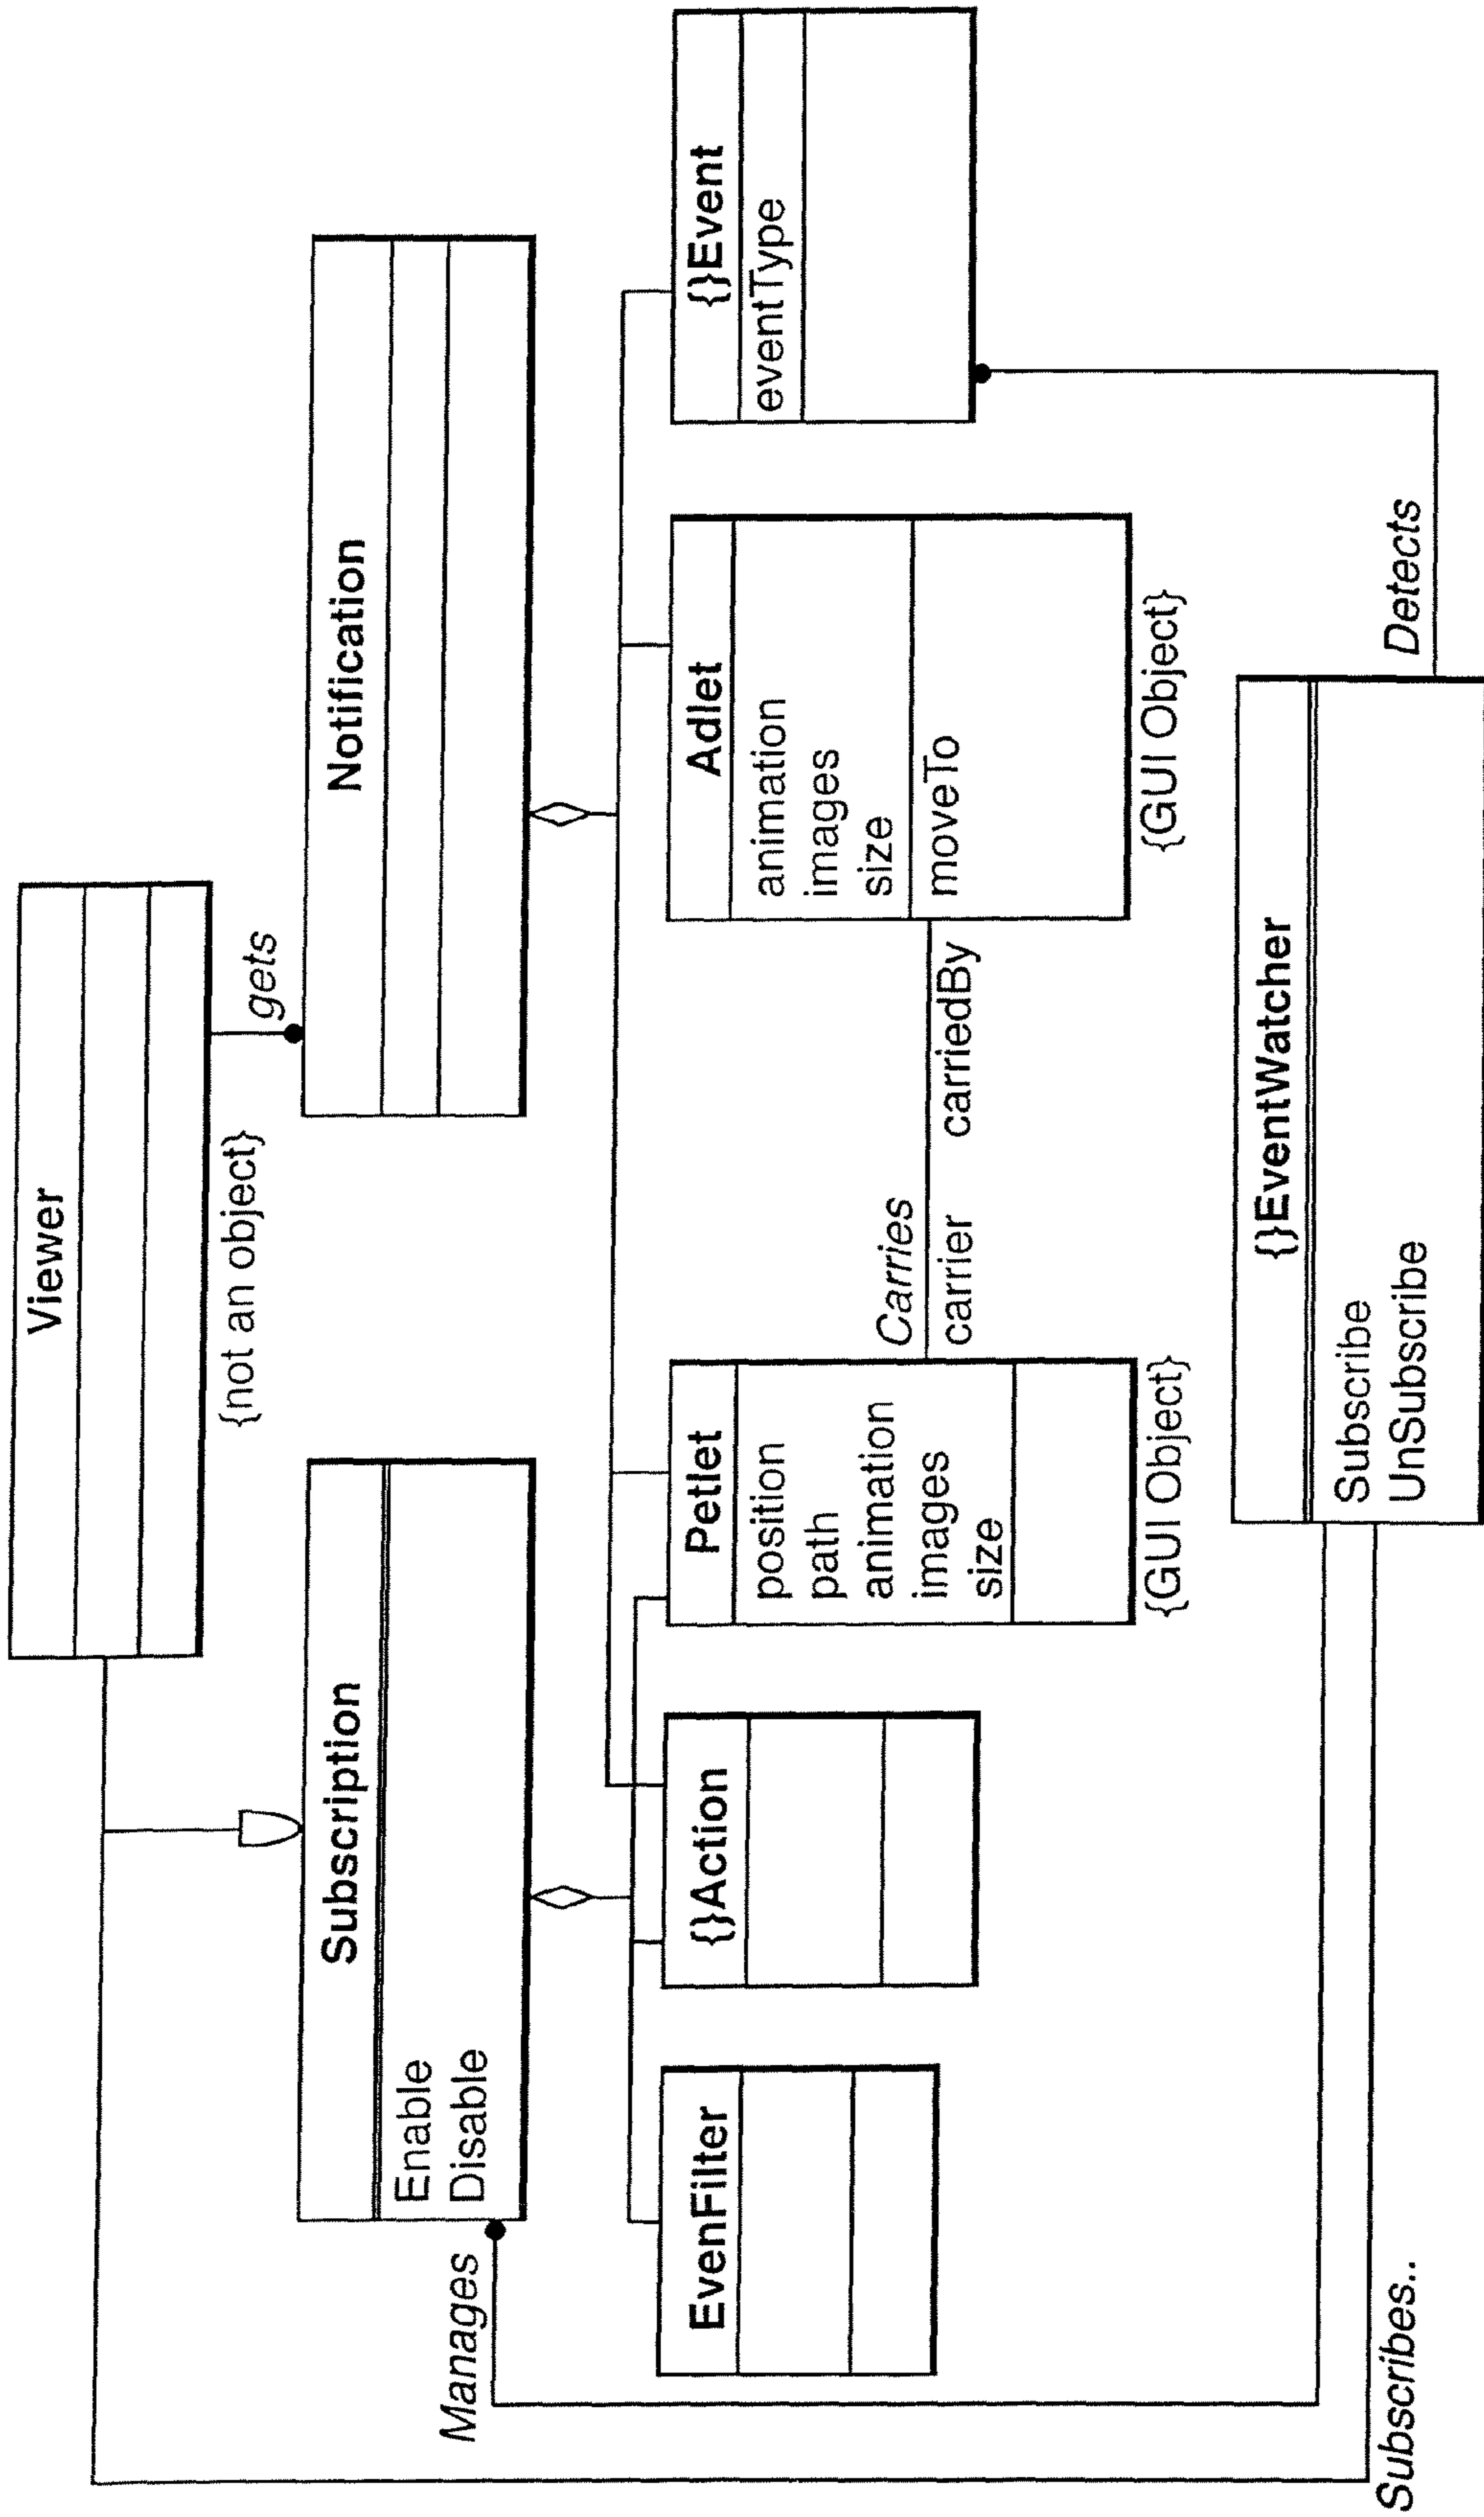 Viewer
{not an object}
gets
Subscription
Enable
Disable
Notification
Manages
EvenFilter
{}Action
Petlet
position
path
animation
images
size
{GUI Object}
Carries
carrier carriedBy
Adlet
animation
images
size
moveTo
{GUI Object}
{}Event
eventType
{}EventWatcher
Subscribe
UnSubscribe
Detects
Subscribes..